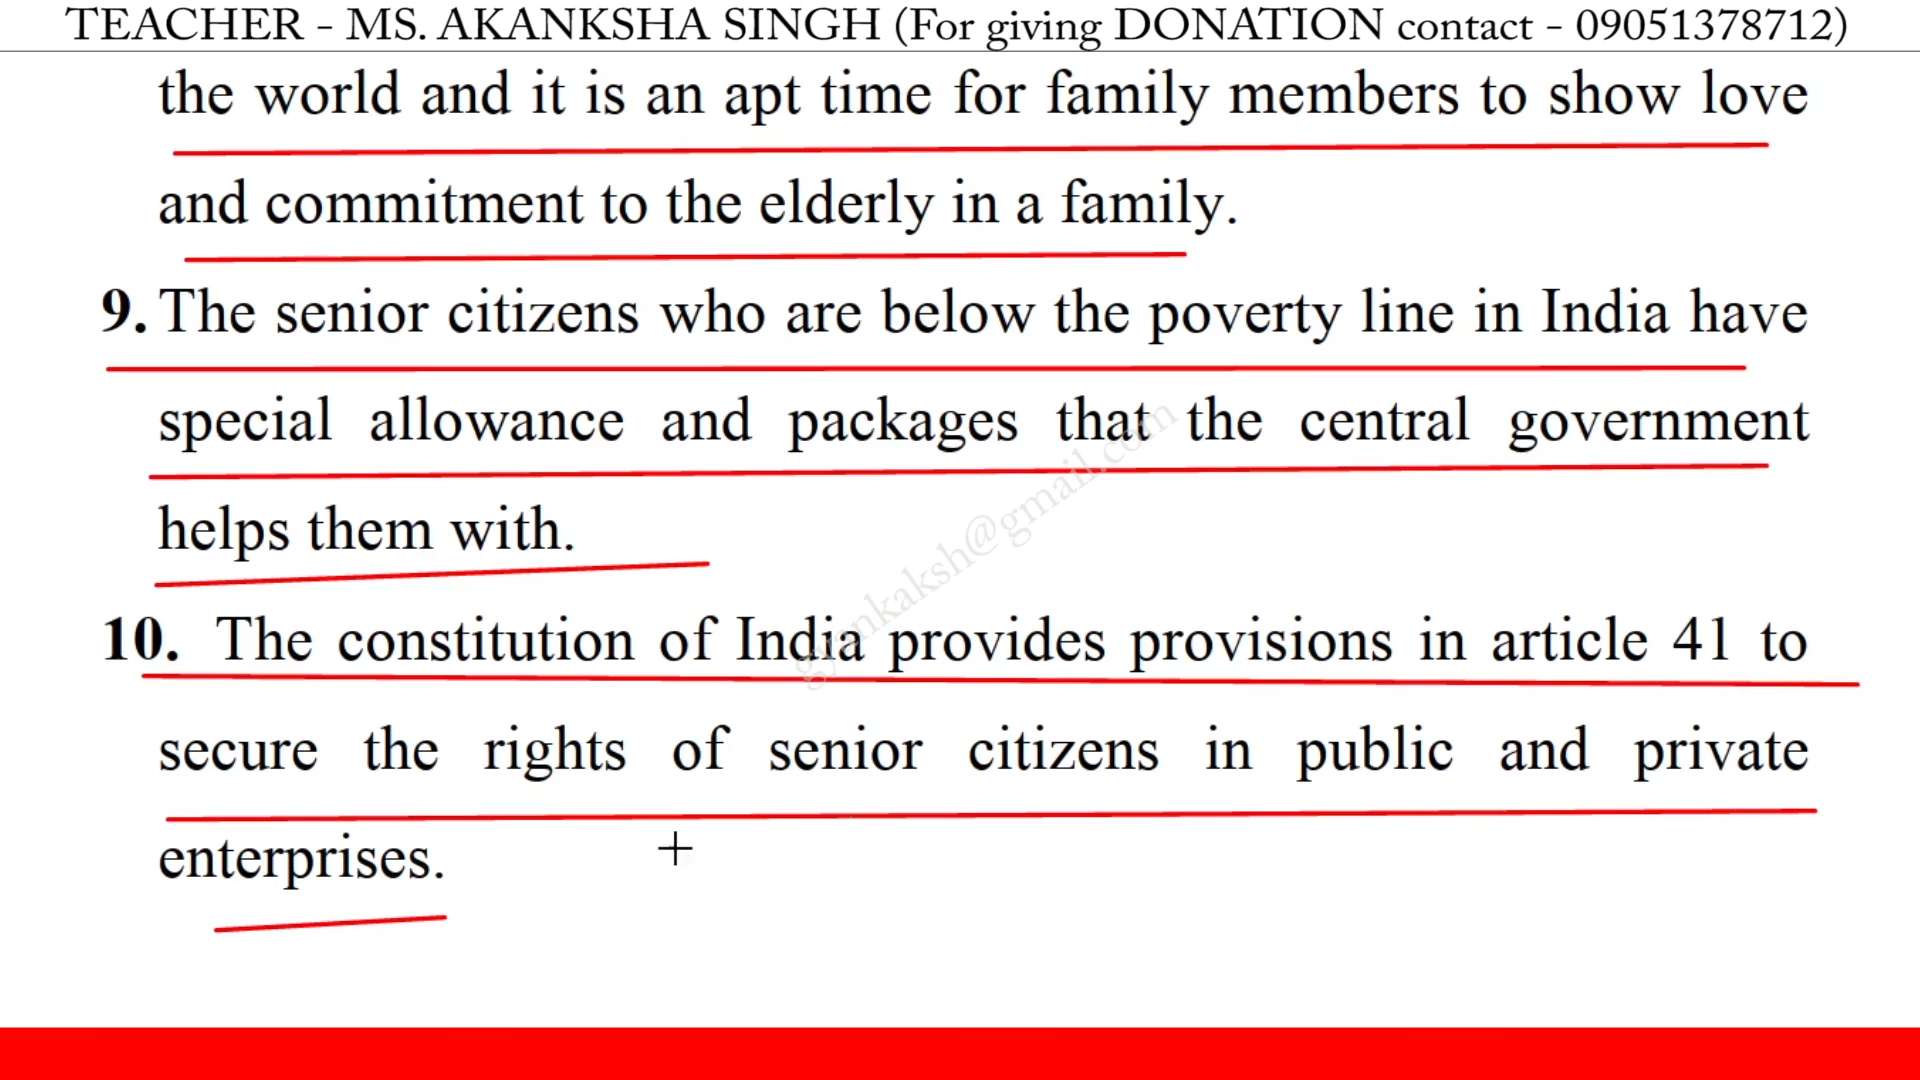 TEACHER - MS. AKANKSHA SINGH (For giving DONATION contact - 09051378712)
the world and it is an apt time for family members to show love
and commitment to the elderly in a family.
9. The senior citizens who are below the poverty line in India have
special allowance and packages that the central government
helps them with.
10. The constitution of India provides provisions in article 41 to
secure the rights of senior citizens in public and private
enterprises.
gyankaksh@gmail.com